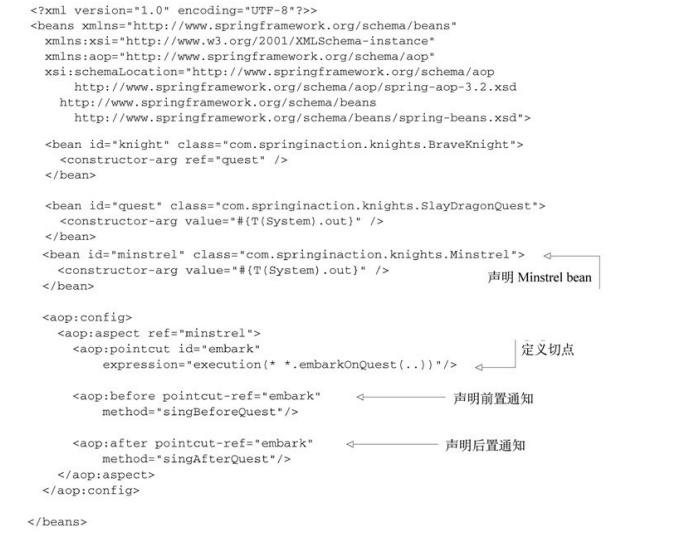 <?xml version="1.0" encoding="UTF-8"?>
<beans xmlns="http://www.springframework.org/schema/beans"
xmlns:xsi="http://www.w3.org/2001/XMLSchema-instance"
xmlns:aop="http://www.springframework.org/schema/aop"
xsi:schemaLocation="http://www.springframework.org/schema/aop
http://www.springframework.org/schema/aop/spring-aop-3.2.xsd
http://www.springframework.org/schema/beans
http://www.springframework.org/schema/beans/spring-beans.xsd">
<bean id="knight" class="com.springinaction.knights.BraveKnight">
<constructor-arg ref="quest" />
</bean>
<bean id="quest" class="com.springinaction.knights.SlayDragonQuest">
<constructor-arg value="#{T(System).out}" />
</bean>
<bean id="minstrel" class="com.springinaction.knights.Minstrel">
<constructor-arg value="#{T(System).out}" />
声明 Minstrel bean
</bean>
<aop:config>
<aop:aspect ref="minstrel">
<aop:pointcut id="embark"
定义切点
expression="execution(* *.embarkOnQuest(..))"/>
<aop:before pointcut-ref="embark"
声明前置通知
method="singBeforeQuest"/>
<aop:after pointcut-ref="embark"
声明后置通知
method="singAfterQuest"/>
</aop:aspect>
</aop:config>
</beans>